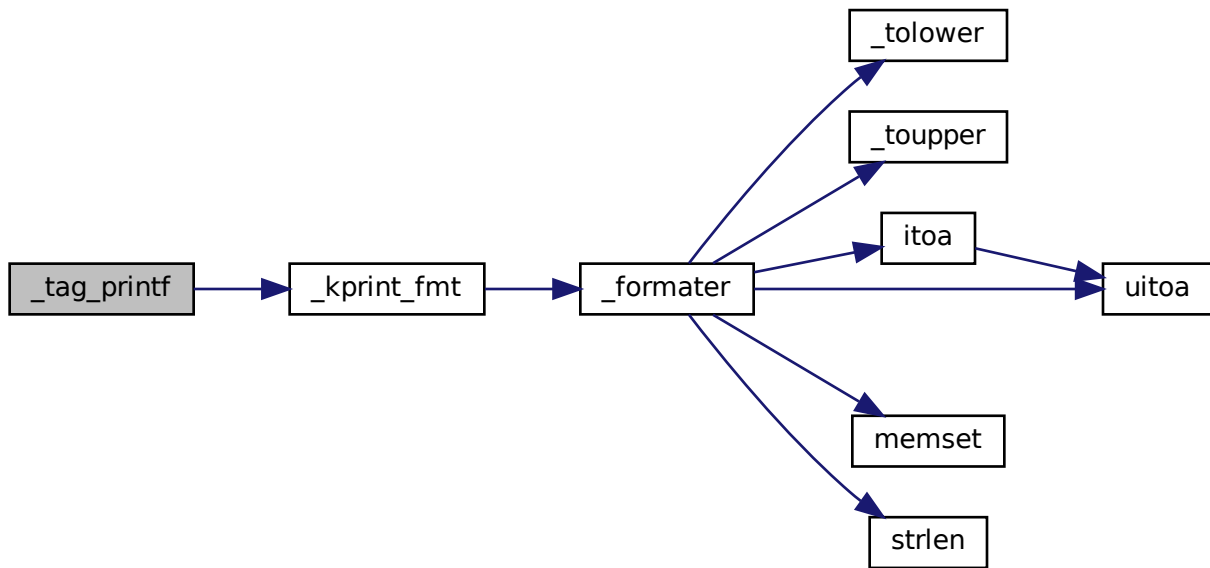 _tag_printf
_kprint_fmt
_formater
_tolower
_toupper
itoa
uitoa
memset
strlen